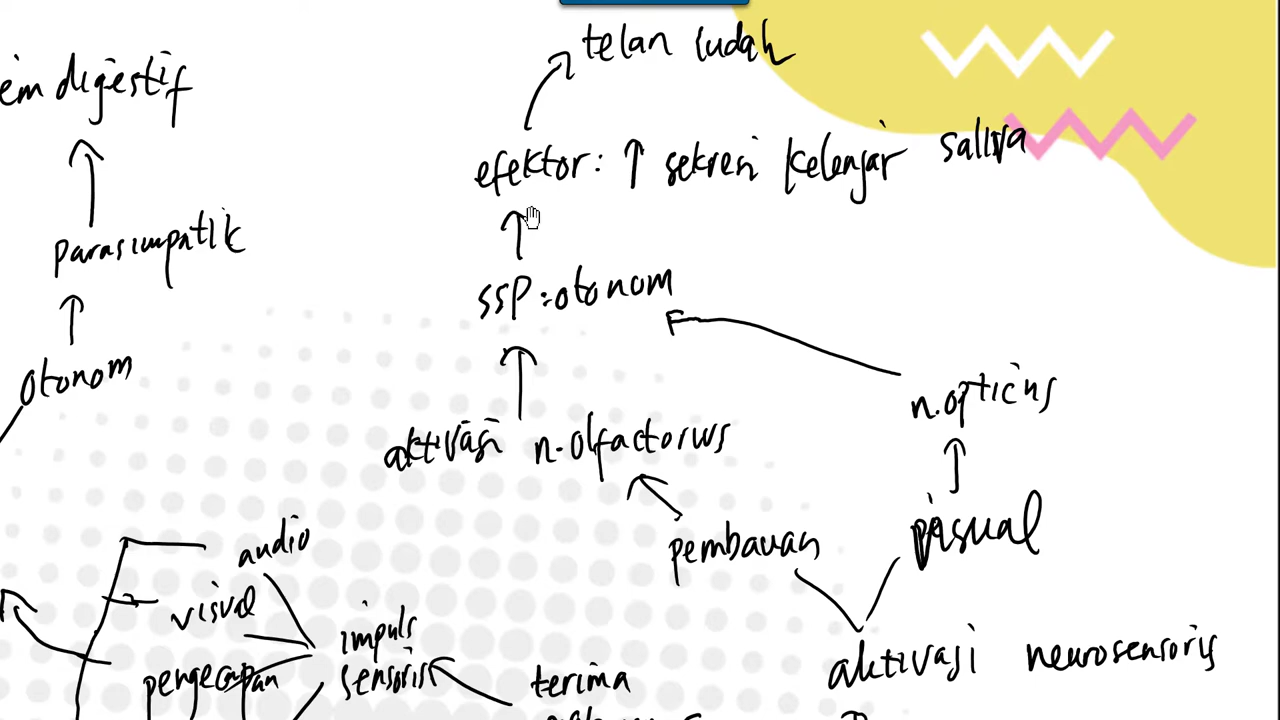 telan ludah
em digestif
efektor: ↑ sekresi kelenjar saliva
parasimpatik
SSP: otonom
otonom
n. opticus
aktivasi n. olfactorius
visual
audio
pembauan
visual
impuls
sensoris
aktivasi neurosensoris
pengecapan
terima